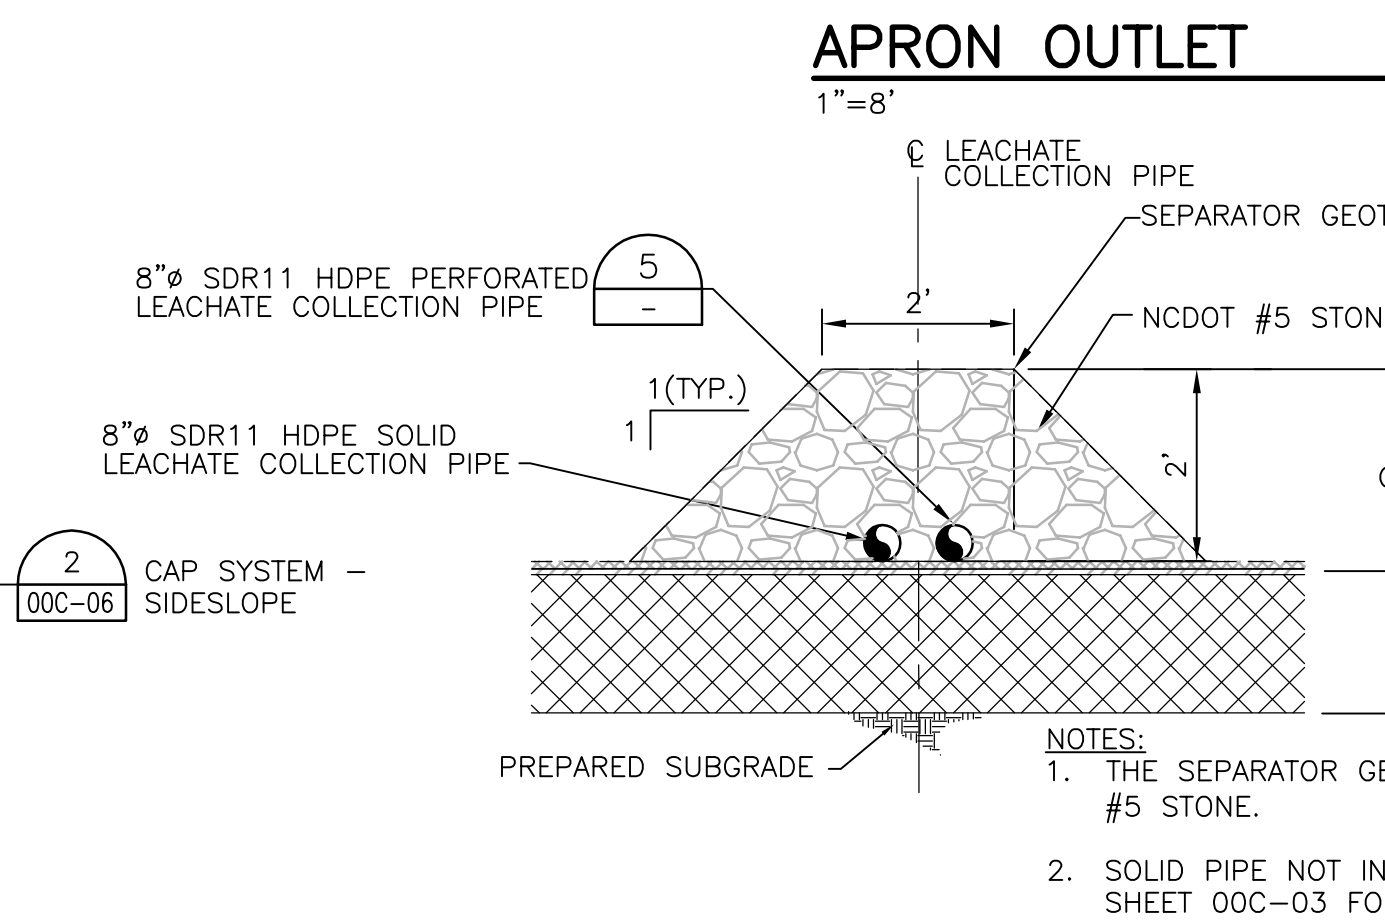 APRON OUTLET
1"=8'
℄ LEACHATE
COLLECTION PIPE
SEPARATOR
8"ø SDR11 HDPE PERFORATED
LEACHATE COLLECTION PIPE
5
-
2'
NCDOT #5
1(TYP.)
1
8"ø SDR11 HDPE SOLID
LEACHATE COLLECTION PIPE
2'
2
00C-06
CAP SYSTEM -
SIDESLOPE
PREPARED SUBGRADE
NOTES:
1. THE SEPARATOR
#5 STONE.
2. SOLID PIPE NOT
SHEET 00C-03